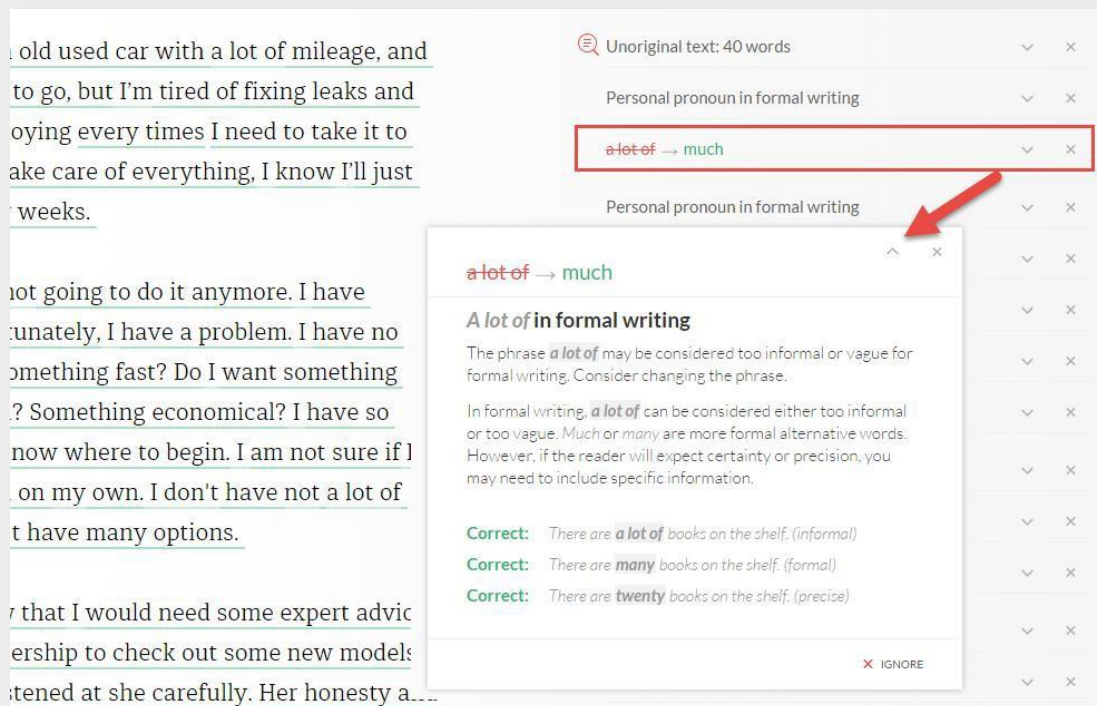 old used car with a lot of mileage, and
to go, but I'm tired of fixing leaks and
oying every times I need to take it to
ake care of everything, I know I'll just
weeks.
not going to do it anymore. I have
tunately, I have a problem. I have no
omething fast? Do I want something
? Something economical? I have so
now where to begin. I am not sure if I
on my own. I don't have not a lot of
t have many options.
y that I would need some expert advic
ership to check out some new models
stened at she carefully. Her honesty a
Unoriginal text: 40 words
Personal pronoun in formal writing
a lot of → much
Personal pronoun in formal writing
a lot of → much
A lot of in formal writing
The phrase a lot of may be considered too informal or vague for
formal writing. Consider changing the phrase.
In formal writing, a lot of can be considered either too informal
or too vague. Much or many are more formal alternative words.
However, if the reader will expect certainty or precision, you
may need to include specific information.
Correct: There are a lot of books on the shelf. (informal)
Correct: There are many books on the shelf. (formal)
Correct: There are twenty books on the shelf. (precise)
IGNORE